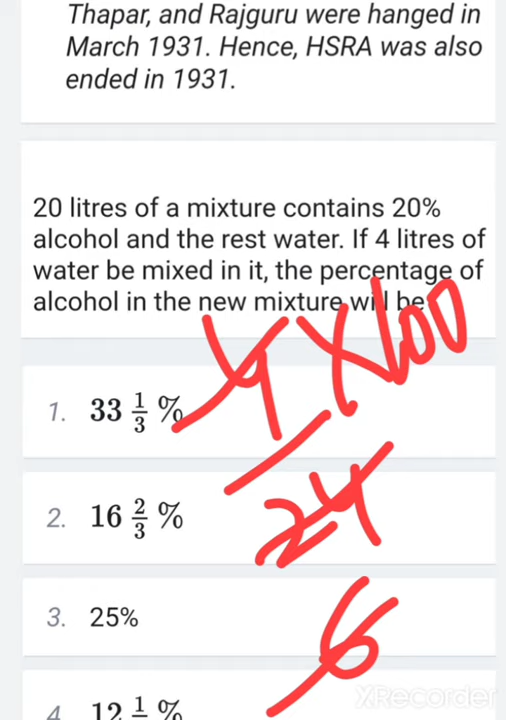 Thapar, and Rajguru were hanged in
March 1931. Hence, HSRA was also
ended in 1931.
20 litres of a mixture contains 20%
alcohol and the rest water. If 4 litres of
water be mixed in it, the percentage of
alcohol in the new mixture will be
4 × 100
1. 33 1/3 %
24
2. 16 2/3 %
3. 25%
6
4. 12 1/ %
XRecorder